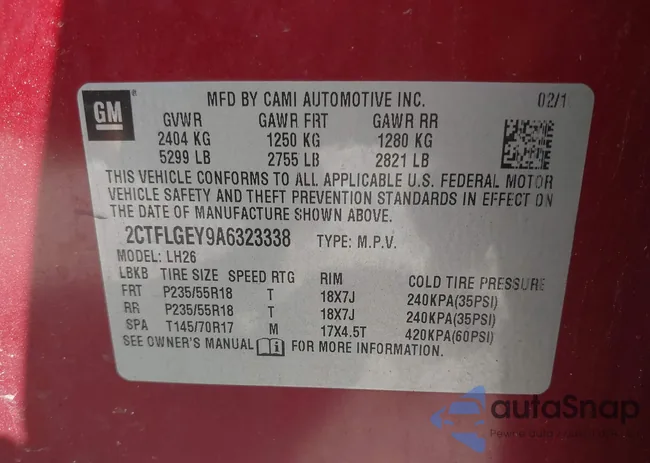 GM
MFD BY CAMI AUTOMOTIVE INC. 02/1
GVWR GAWR FRT GAWR RR
2404 KG 1250 KG 1280 KG
5299 LB 2755 LB 2821 LB
THIS VEHICLE CONFORMS TO ALL APPLICABLE U.S. FEDERAL MOTOR
VEHICLE SAFETY AND THEFT PREVENTION STANDARDS IN EFFECT ON
THE DATE OF MANUFACTURE SHOWN ABOVE.
2CTFLGEY9A6323338 TYPE: M.P.V.
MODEL: LH26
LBKB TIRE SIZE SPEED RTG RIM COLD TIRE PRESSURE
FRT P235/55R18 T 18X7J 240KPA(35PSI)
RR P235/55R18 T 18X7J 240KPA(35PSI)
SPA T145/70R17 M 17X4.5T 420KPA(60PSI)
SEE OWNER'S MANUAL FOR MORE INFORMATION.
autaSnap